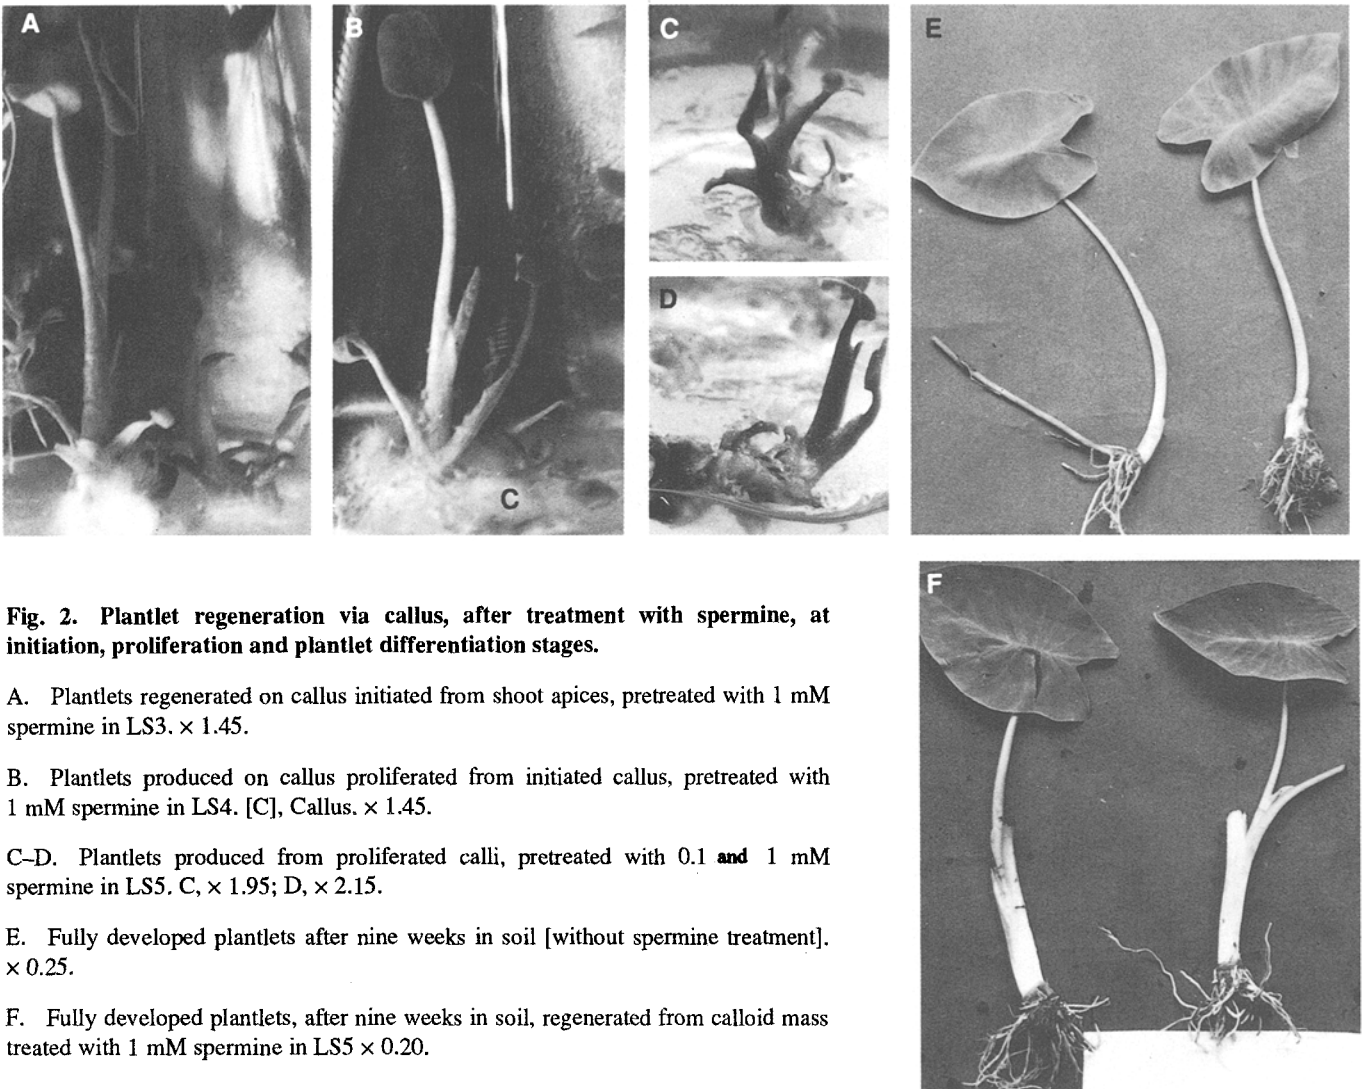 A
B
C
D
E
C
F
Fig. 2. Plantlet regeneration via callus, after treatment with spermine, at
initiation, proliferation and plantlet differentiation stages.
A. Plantlets regenerated on callus initiated from shoot apices, pretreated with 1 mM
spermine in LS3. × 1.45.
B. Plantlets produced on callus proliferated from initiated callus, pretreated with
1 mM spermine in LS4. [C], Callus. × 1.45.
C–D. Plantlets produced from proliferated calli, pretreated with 0.1 and 1 mM
spermine in LS5. C, × 1.95; D, × 2.15.
E. Fully developed plantlets after nine weeks in soil [without spermine treatment].
× 0.25.
F. Fully developed plantlets, after nine weeks in soil, regenerated from calloid mass
treated with 1 mM spermine in LS5 × 0.20.